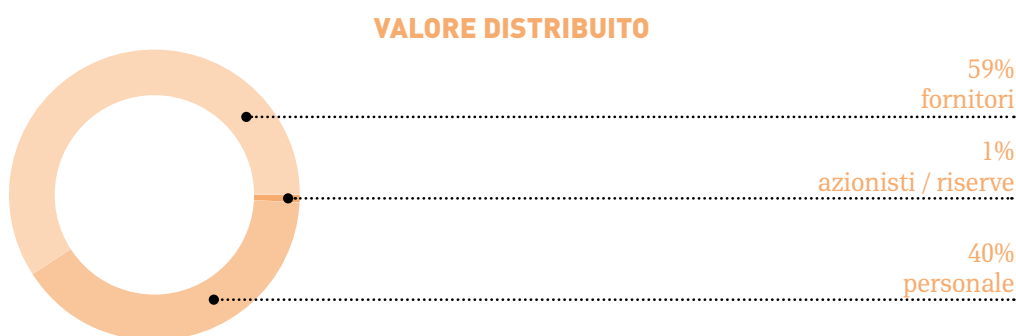 VALORE DISTRIBUITO
59%
fornitori
1%
azionisti / riserve
40%
personale